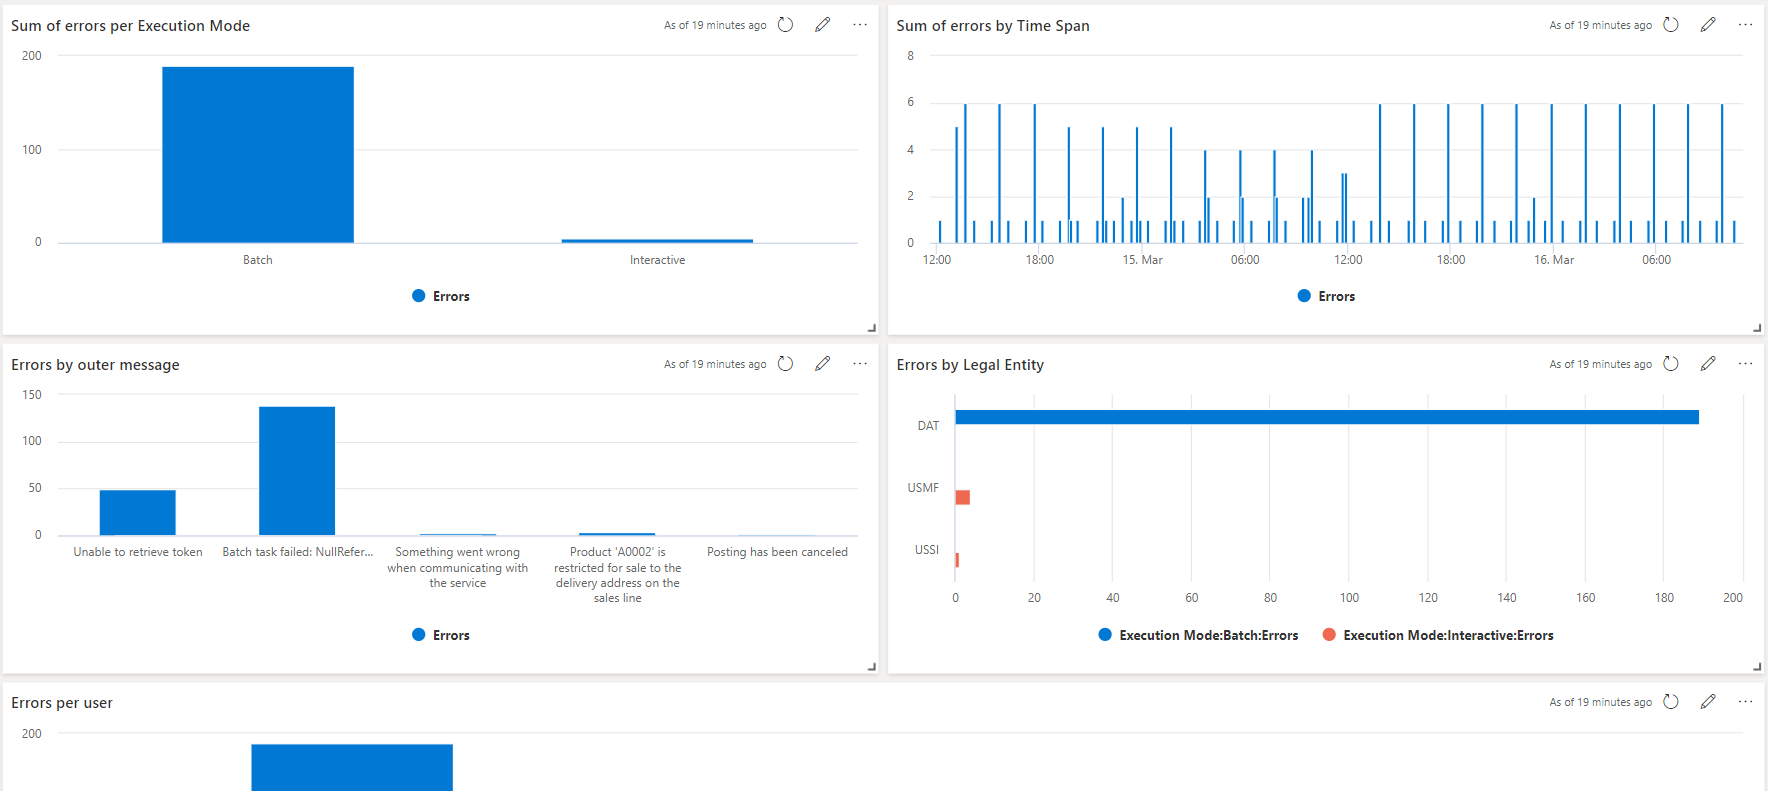 Sum of errors per Execution Mode
As of 19 minutes ago
200
100
0
Batch
Interactive
Errors
Sum of errors by Time Span
As of 19 minutes ago
8
6
4
2
0
12:00
18:00
15. Mar
06:00
12:00
18:00
16. Mar
06:00
Errors
Errors by outer message
As of 19 minutes ago
150
100
50
0
Unable to retrieve token
Batch task failed: NullRefer...
Something went wrong
when communicating with
the service
Product 'A0002' is
restricted for sale to the
delivery address on the
sales line
Posting has been canceled
Errors
Errors by Legal Entity
As of 19 minutes ago
DAT
USMF
USSI
0
20
40
60
80
100
120
140
160
180
200
Execution Mode:Batch:Errors
Execution Mode:Interactive:Errors
Errors per user
As of 19 minutes ago
200